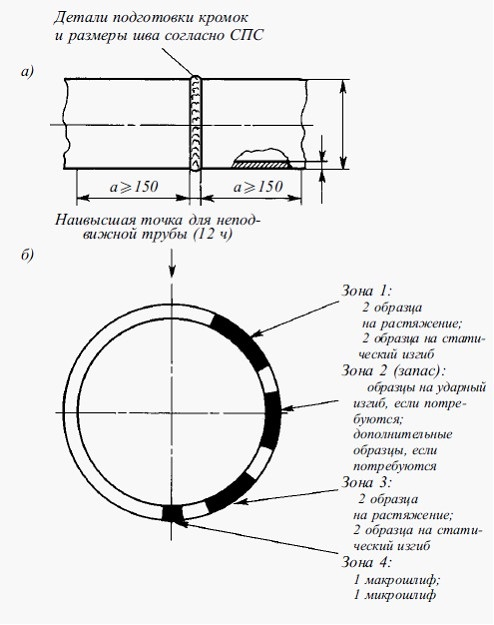 Детали подготовки кромок
и размеры шва согласно СПС
а)
a ⩾ 150
a ⩾ 150
Наивысшая точка для непод-
вижной трубы (12 ч)
б)
Зона 1:
2 образца
на растяжение;
2 образца на стати-
ческий изгиб
Зона 2 (запас):
образцы на ударный
изгиб, если потре-
буются;
дополнительные
образцы, если
потребуются
Зона 3:
2 образца
на растяжение;
2 образца на стати-
ческий изгиб
Зона 4:
1 макрошлиф;
1 микрошлиф